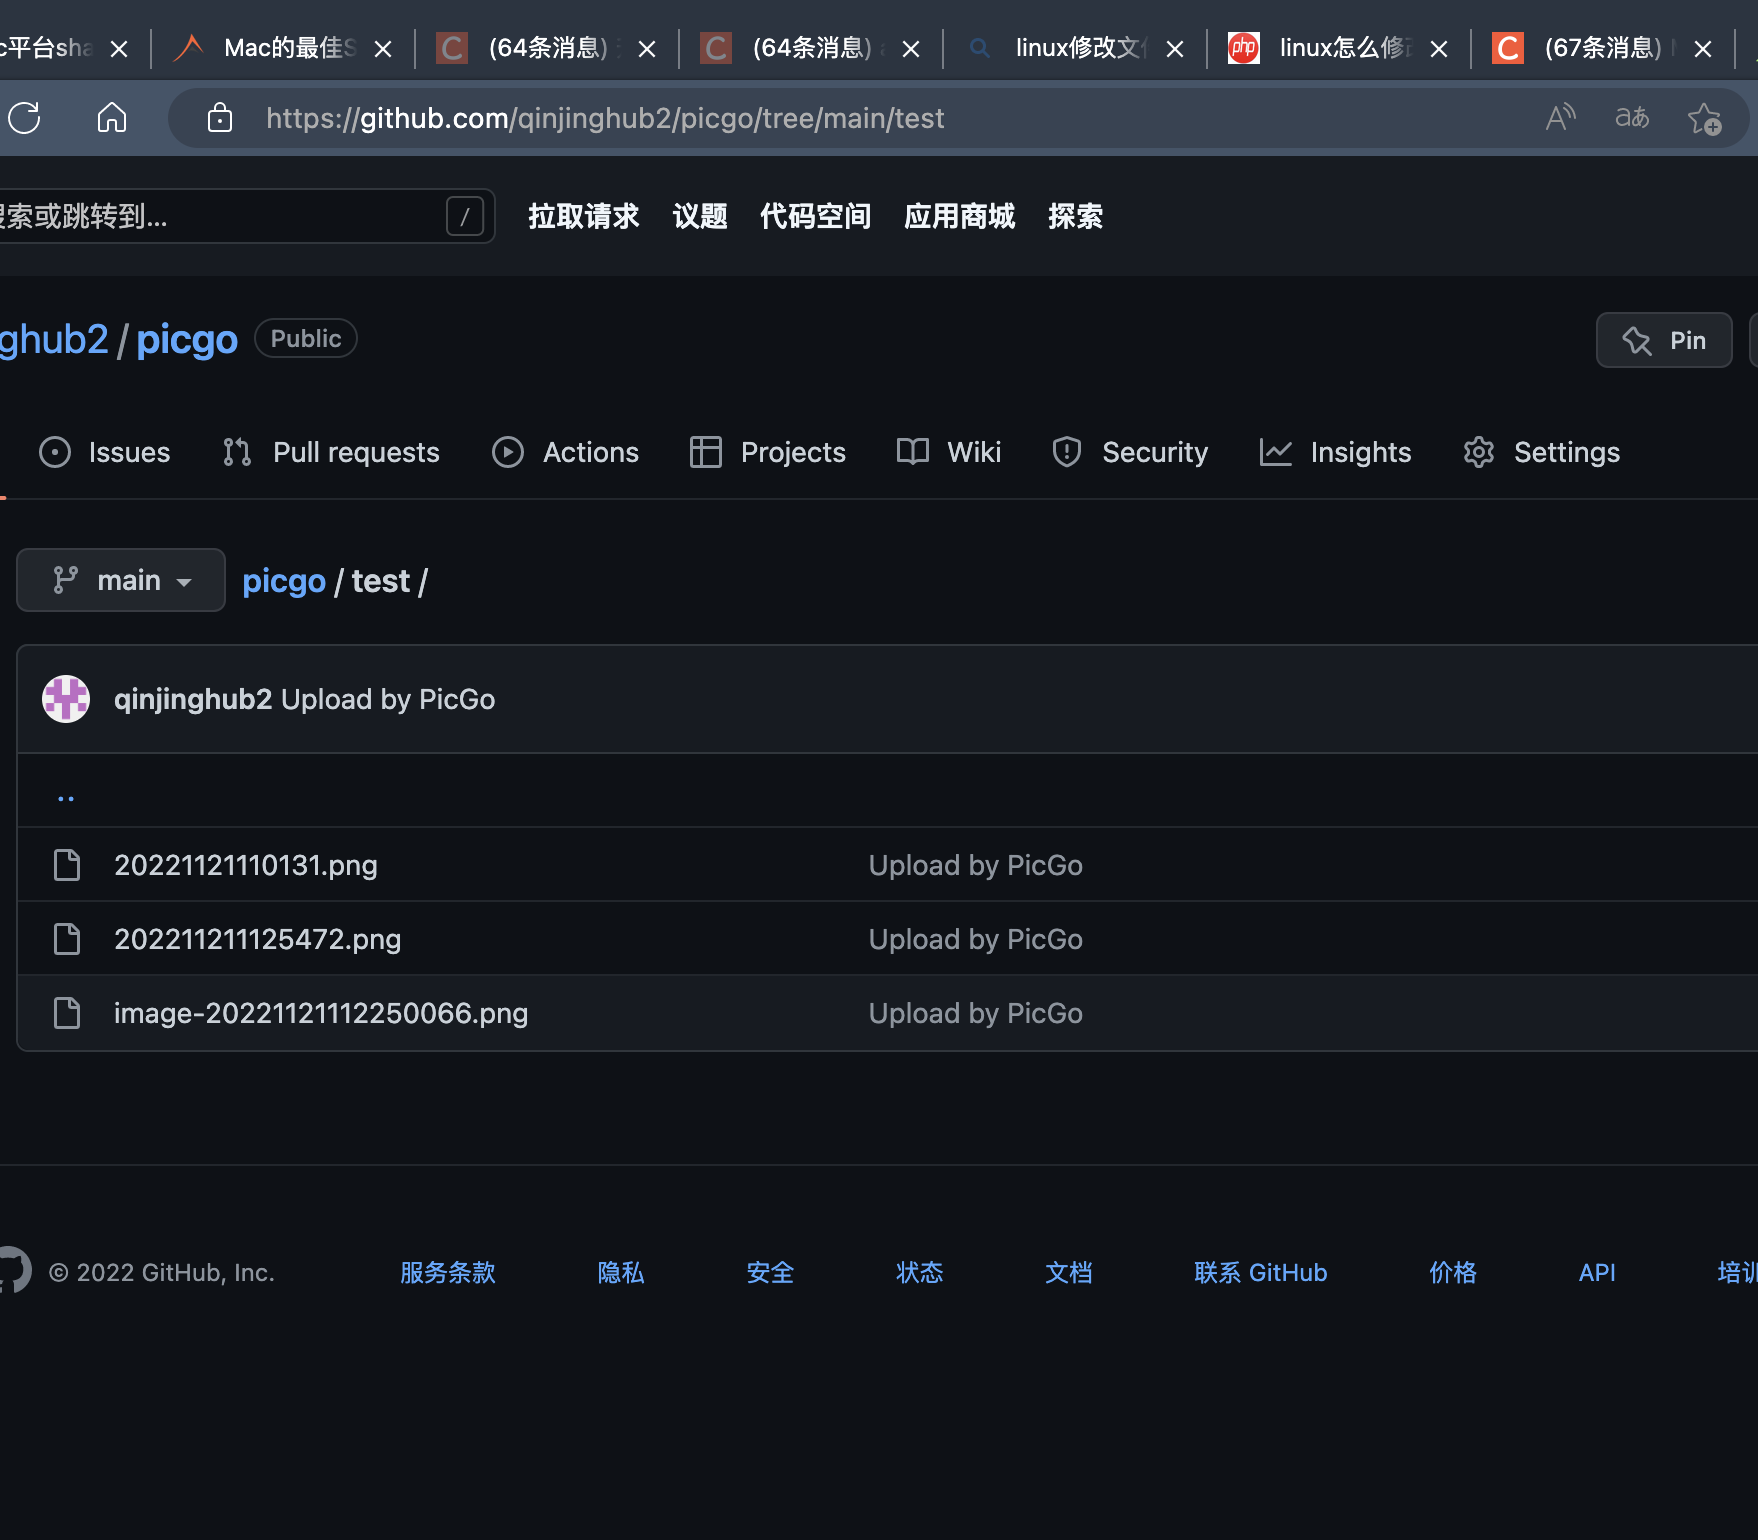 c平台sha
Mac的最佳S
C (64条消息)
C (64条消息) a
linux修改文件
php linux怎么修改
C (67条消息)
https://github.com/qinjinghub2/picgo/tree/main/test
搜索或跳转到... /
拉取请求 议题 代码空间 应用商城 探索
ghub2 / picgo Public
Pin
Issues Pull requests Actions Projects Wiki Security Insights Settings
main picgo / test /
qinjinghub2 Upload by PicGo
..
20221121110131.png Upload by PicGo
202211211125472.png Upload by PicGo
image-20221121112250066.png Upload by PicGo
© 2022 GitHub, Inc. 服务条款 隐私 安全 状态 文档 联系 GitHub 价格 API 培训